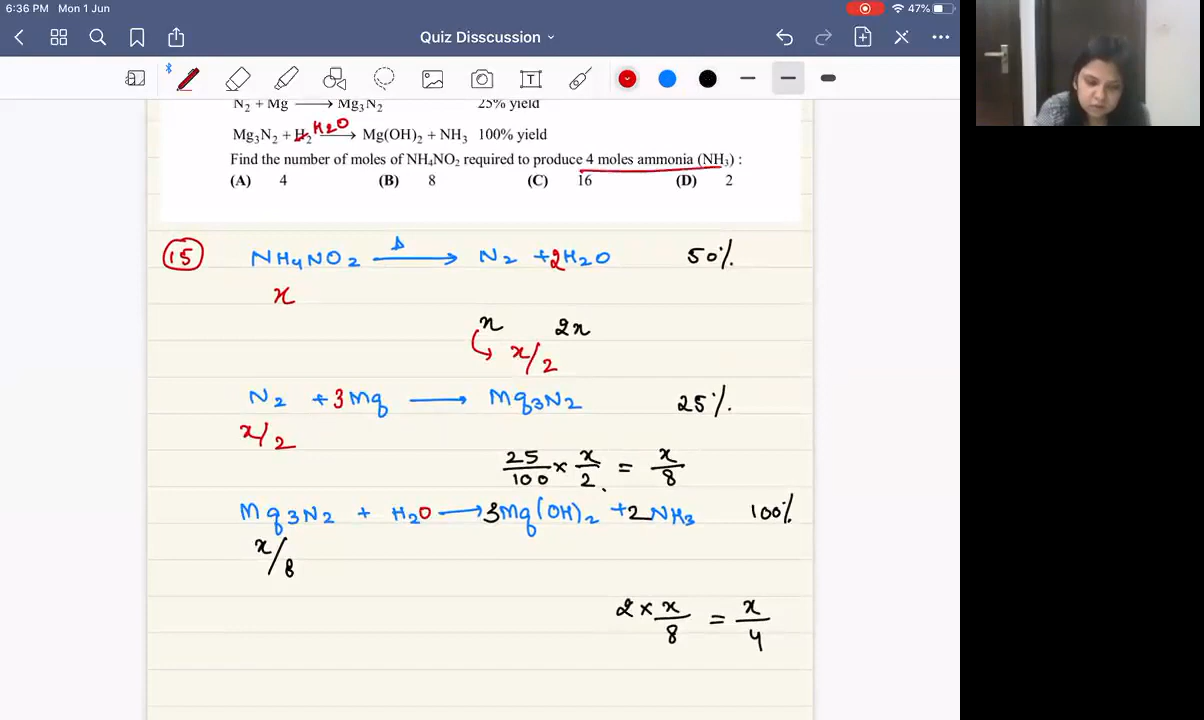 6:36 PM Mon 1 Jun
47%
Quiz Disscussion
N2 + Mg ⟶ Mg3N2 25% yield
Mg3N2 + H2 H2O ⟶ Mg(OH)2 + NH3 100% yield
Find the number of moles of NH4NO2 required to produce 4 moles ammonia (NH3) :
(A) 4 (B) 8 (C) 16 (D) 2
15 NH4NO2 Δ⟶ N2 + 2H2O 50%
x
x 2x
x/2
N2 + 3Mg ⟶ Mg3N2 25%
x/2
25/100 × x/2 = x/8
Mg3N2 + H2O ⟶ 3Mg(OH)2 + 2NH3 100%
x/8
2 × x/8 = x/4